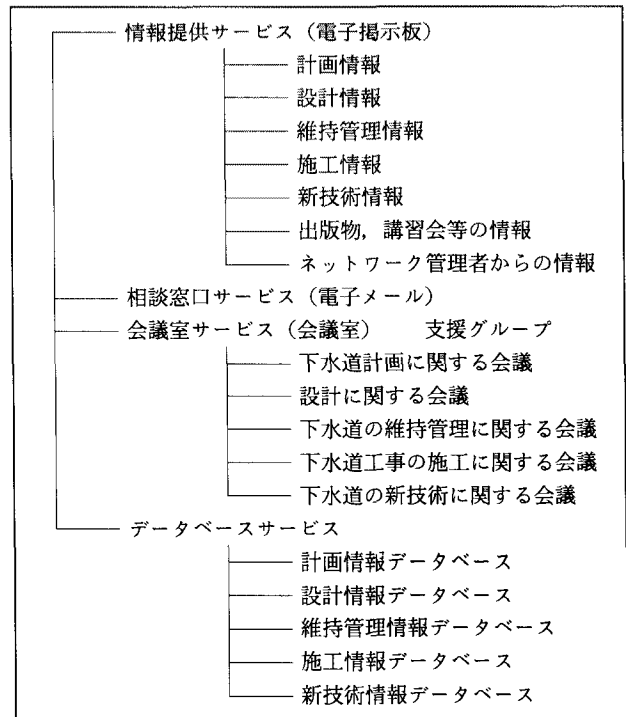 情報提供サービス（電子掲示板）
計画情報
設計情報
維持管理情報
施工情報
新技術情報
出版物，講習会等の情報
ネットワーク管理者からの情報
相談窓口サービス（電子メール）
会議室サービス（会議室）　支援グループ
下水道計画に関する会議
設計に関する会議
下水道の維持管理に関する会議
下水道工事の施工に関する会議
下水道の新技術に関する会議
データベースサービス
計画情報データベース
設計情報データベース
維持管理情報データベース
施工情報データベース
新技術情報データベース